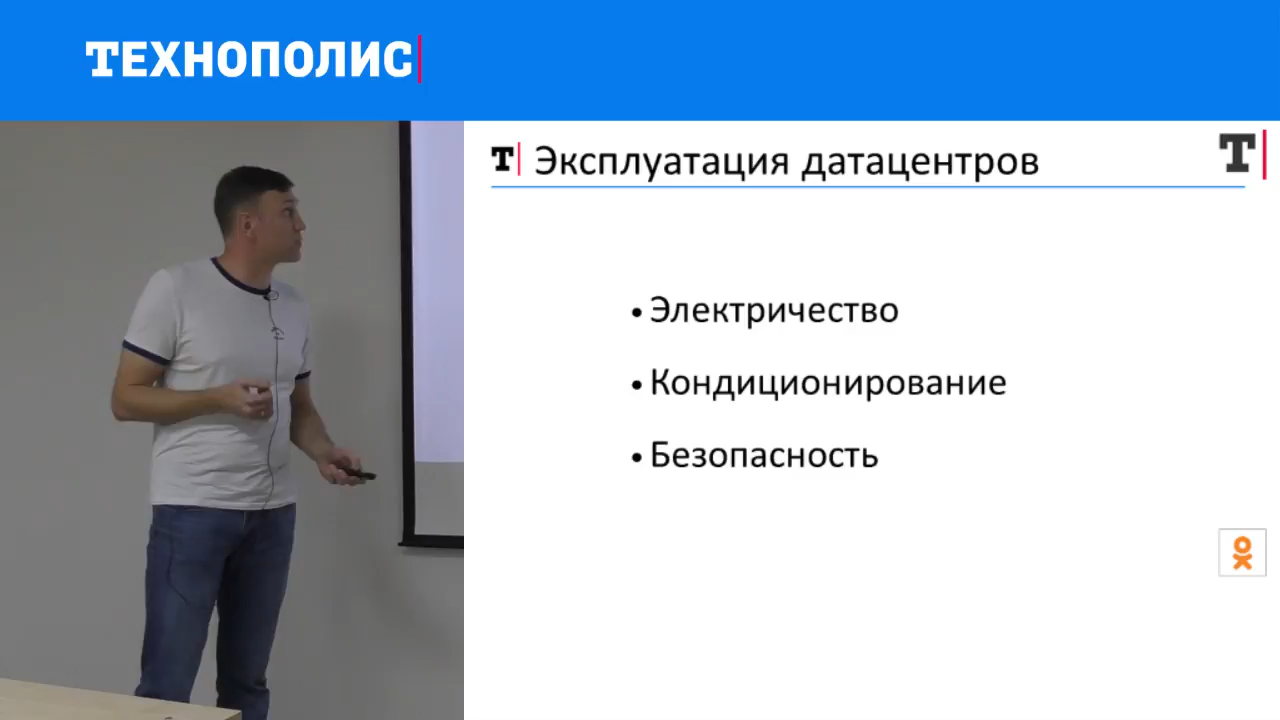 ТЕХНОПОЛИС
Т Эксплуатация датацентров
Т
• Электричество
• Кондиционирование
• Безопасность